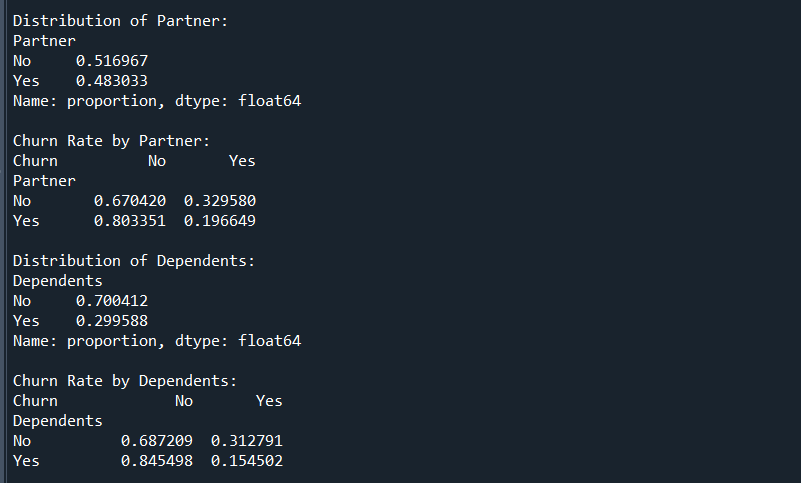 Distribution of Partner:
Partner
No     0.516967
Yes    0.483033
Name: proportion, dtype: float64

Churn Rate by Partner:
Churn          No       Yes
Partner
No       0.670420  0.329580
Yes      0.803351  0.196649

Distribution of Dependents:
Dependents
No     0.700412
Yes    0.299588
Name: proportion, dtype: float64

Churn Rate by Dependents:
Churn             No       Yes
Dependents
No          0.687209  0.312791
Yes         0.845498  0.154502